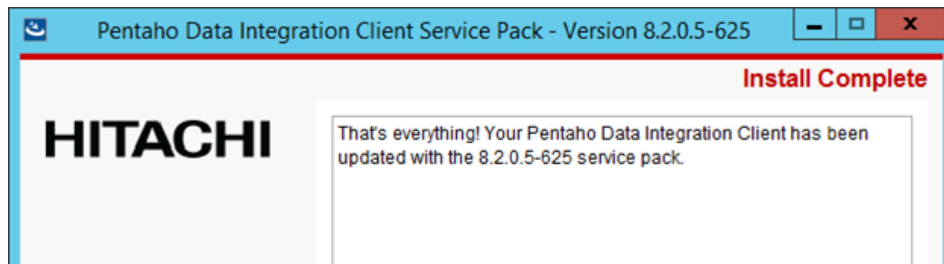 Pentaho Data Integration Client Service Pack - Version 8.2.0.5-625
Install Complete
HITACHI
That's everything! Your Pentaho Data Integration Client has been
updated with the 8.2.0.5-625 service pack.